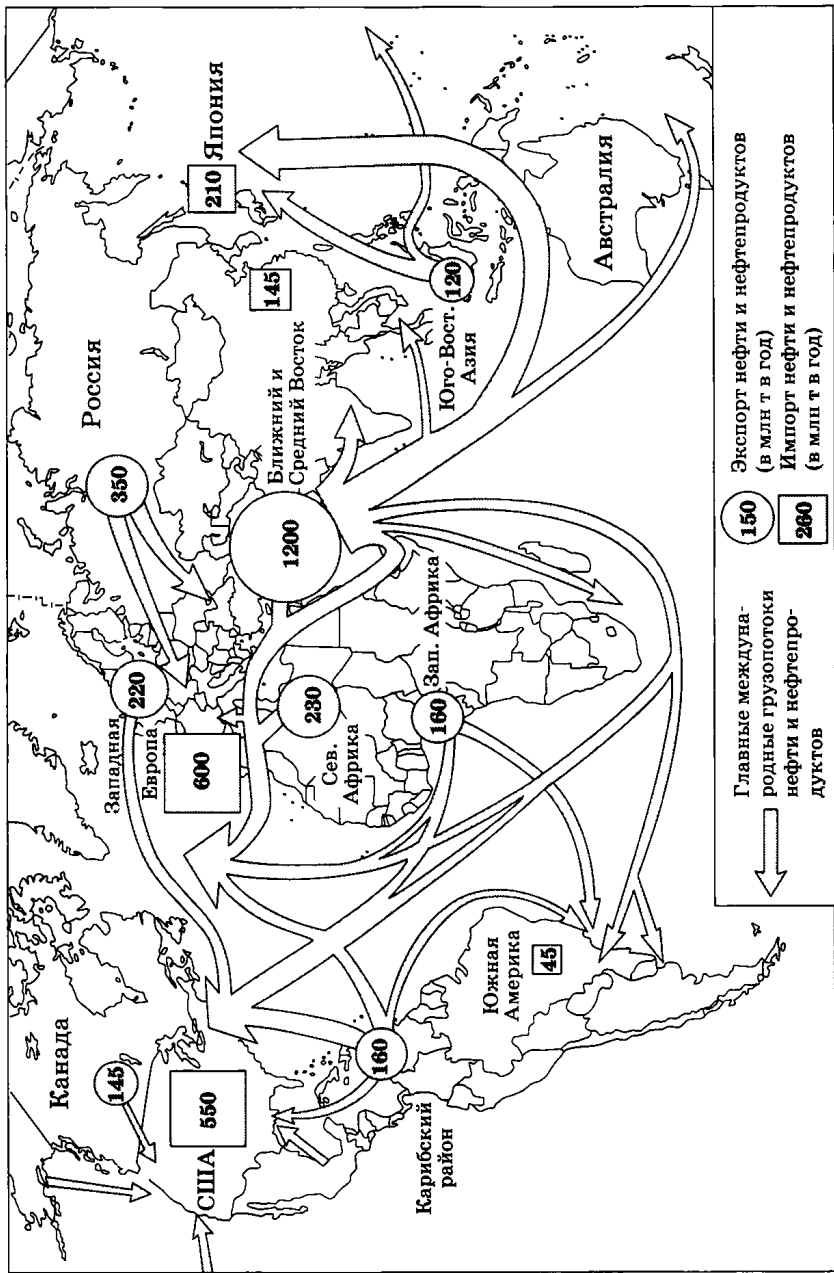 Канада
145
США
550
Карибский
район
160
Южная
Америка
45
Западная
Европа
220
600
Сев.
Африка
230
Зап. Африка
160
Россия
350
Ближний и
Средний Восток
1200
145
Япония
210
Юго-Вост.
Азия
120
Австралия
Главные междуна-
родные грузопотоки
нефти и нефтепро-
дуктов
150
Экспорт нефти и нефтепродуктов
(в млн т в год)
260
Импорт нефти и нефтепродуктов
(в млн т в год)